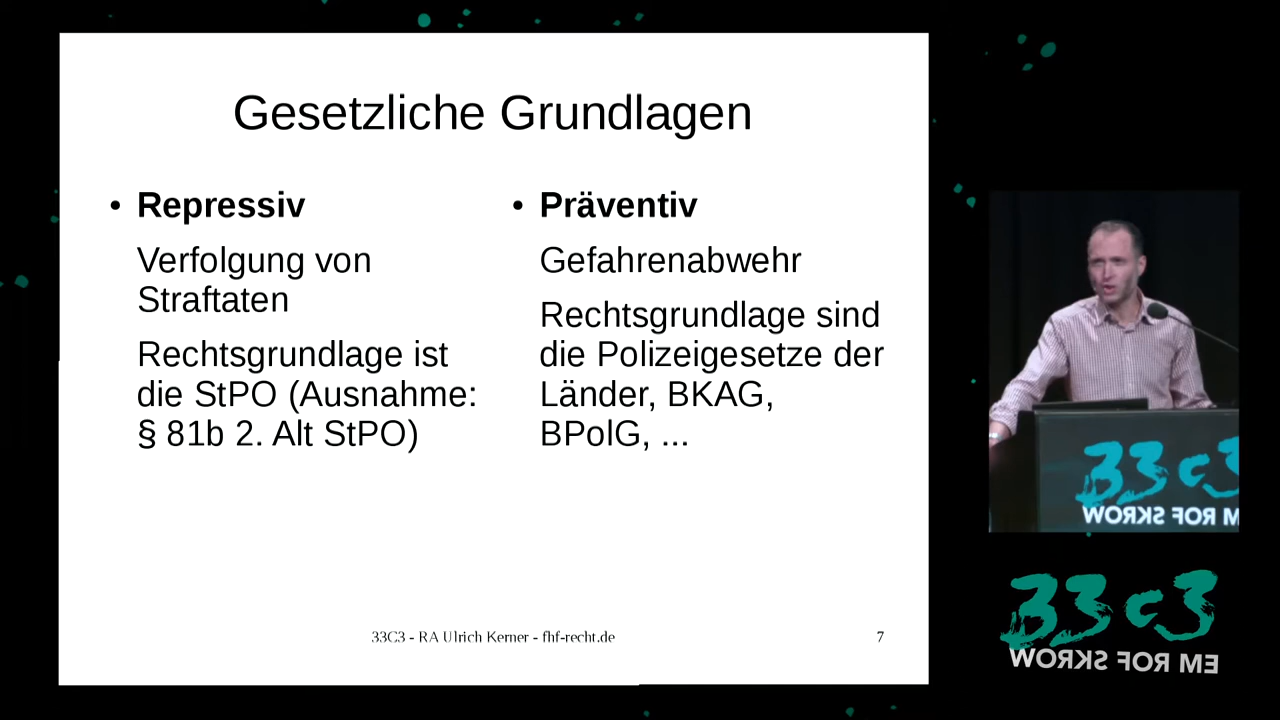 Gesetzliche Grundlagen
• Repressiv
Verfolgung von
Straftaten
Rechtsgrundlage ist
die StPO (Ausnahme:
§ 81b 2. Alt StPO)
• Präventiv
Gefahrenabwehr
Rechtsgrundlage sind
die Polizeigesetze der
Länder, BKAG,
BPolG, ...
33C3 - RA Ulrich Kerner - fhf-recht.de
7
33c3
WORKS FOR M
33c3
WORKS FOR ME